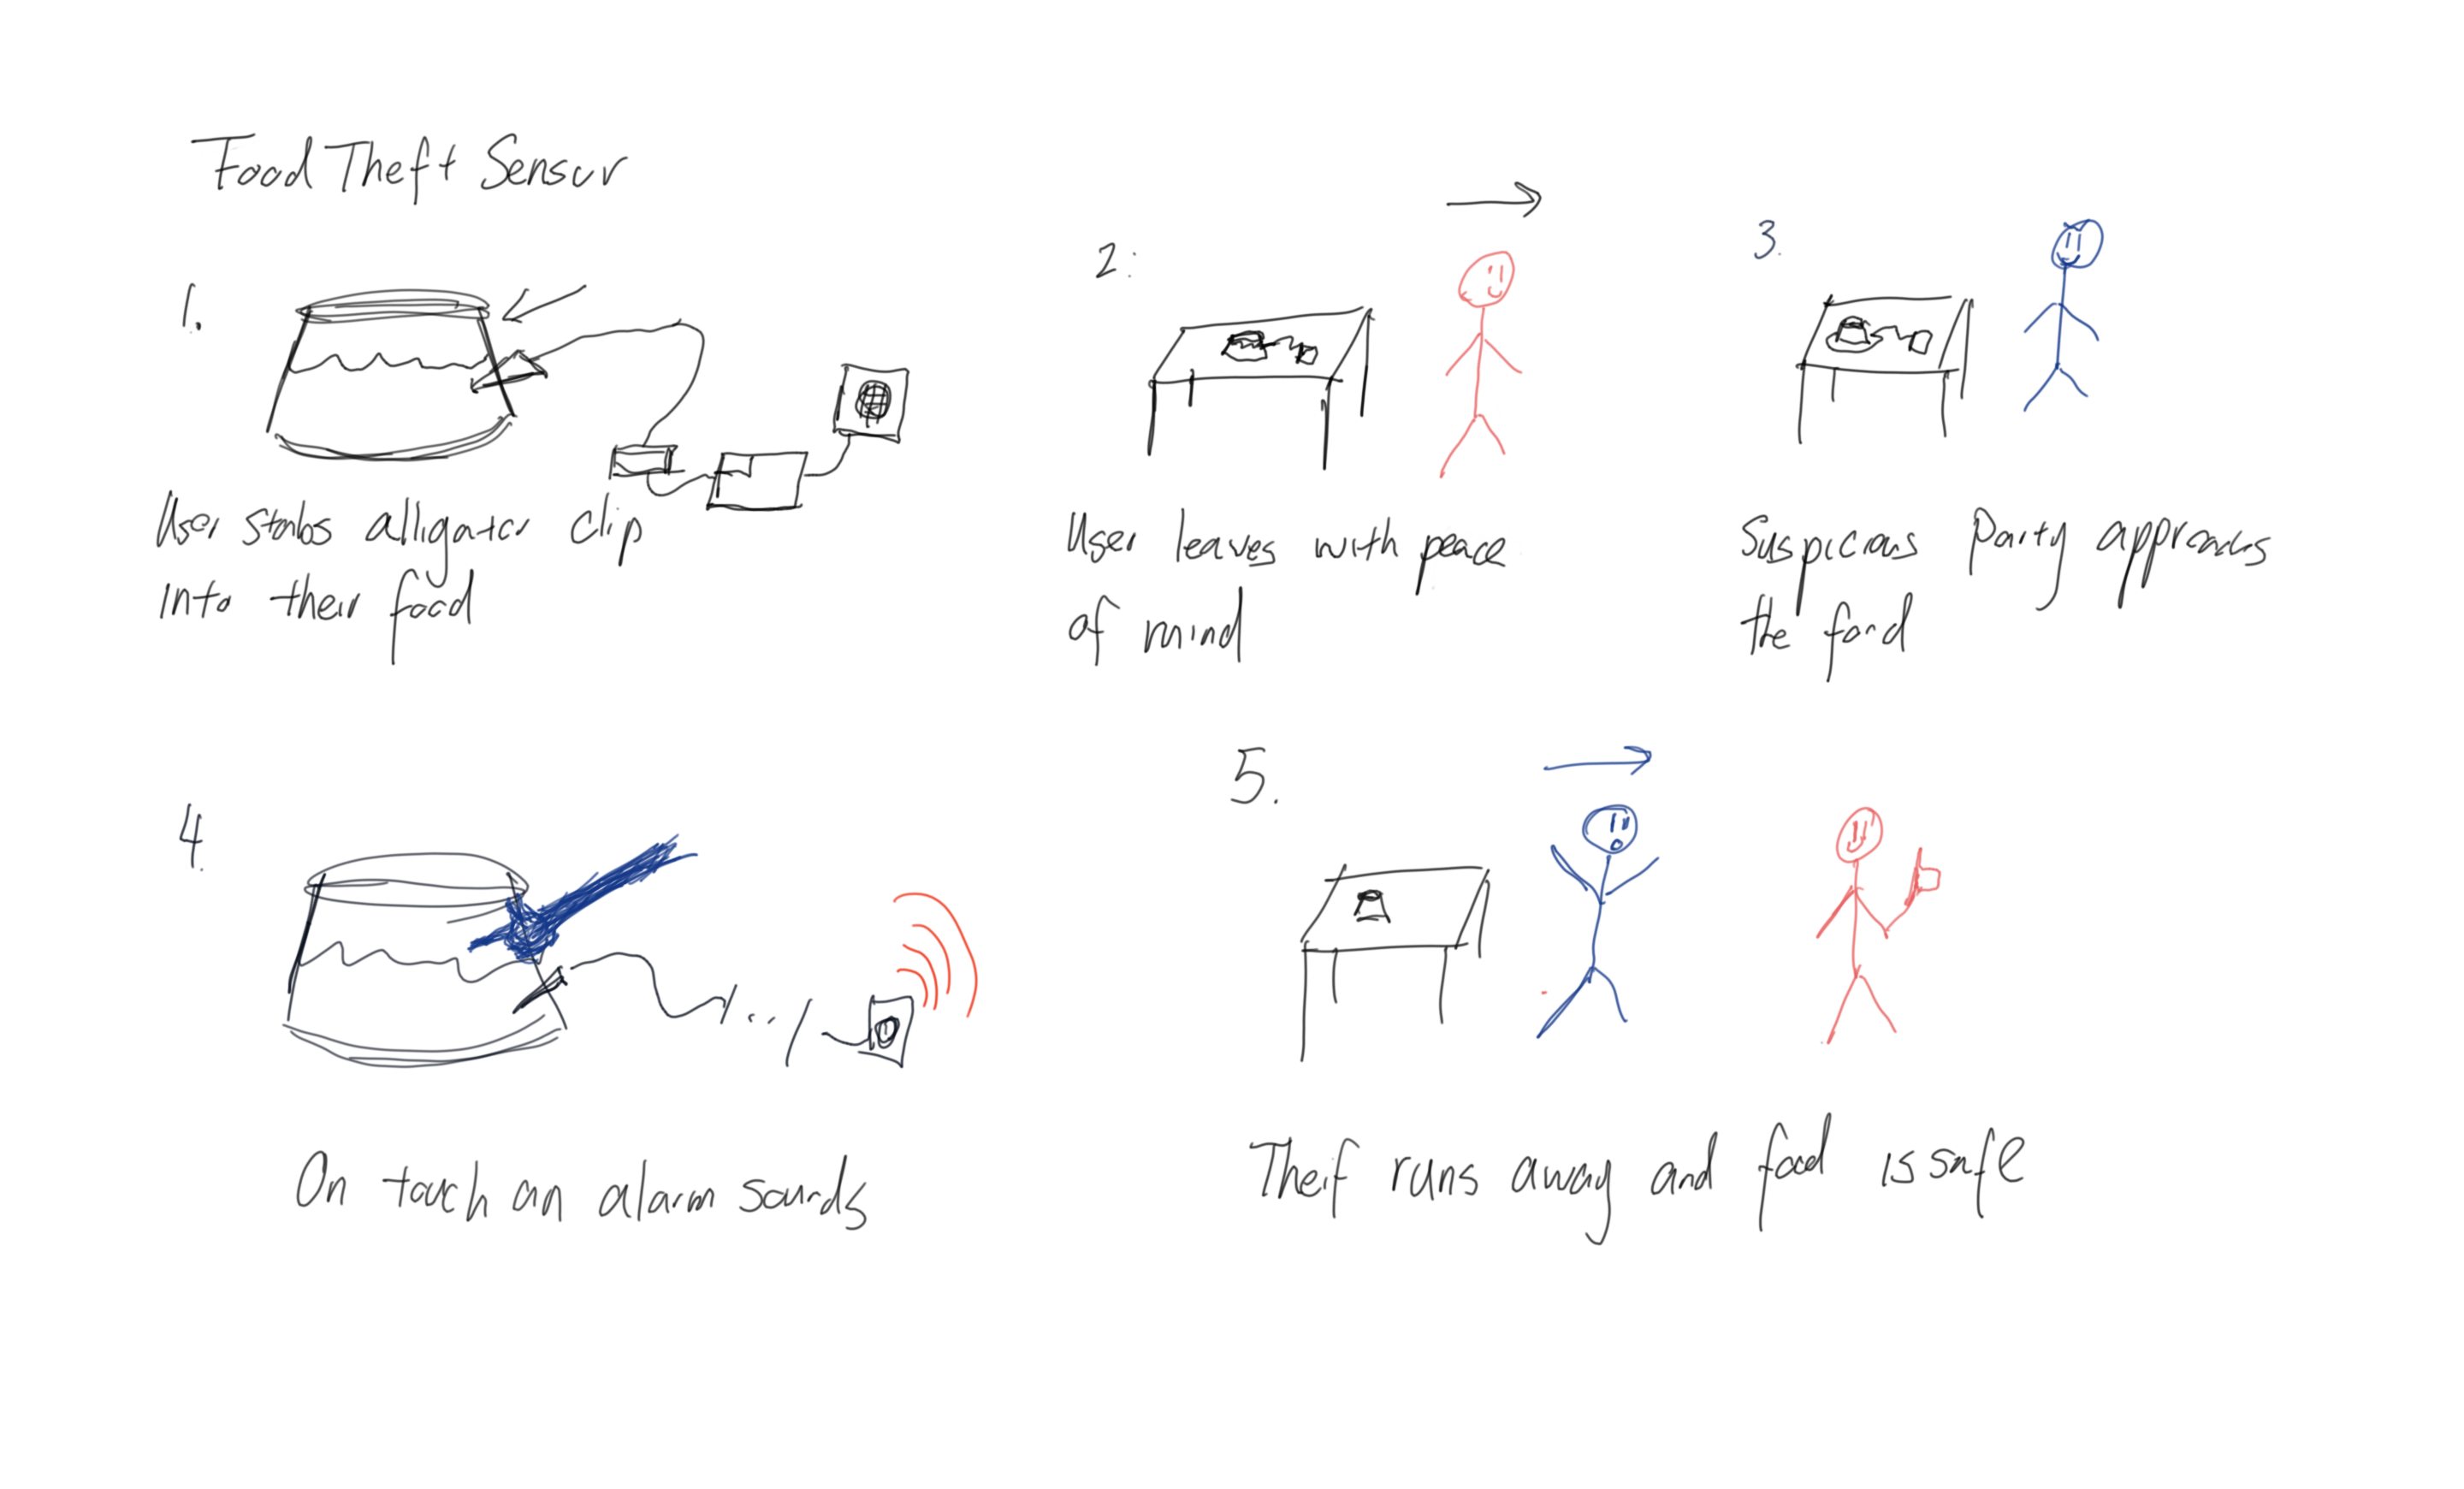 Food Theft Sensor
1.
User stabs alligator clip
into their food
2.
User leaves with peace
of mind
3.
Suspicious Party approachs
the food
4.
On touch an alarm sounds
5.
Theif runs away and food is safe